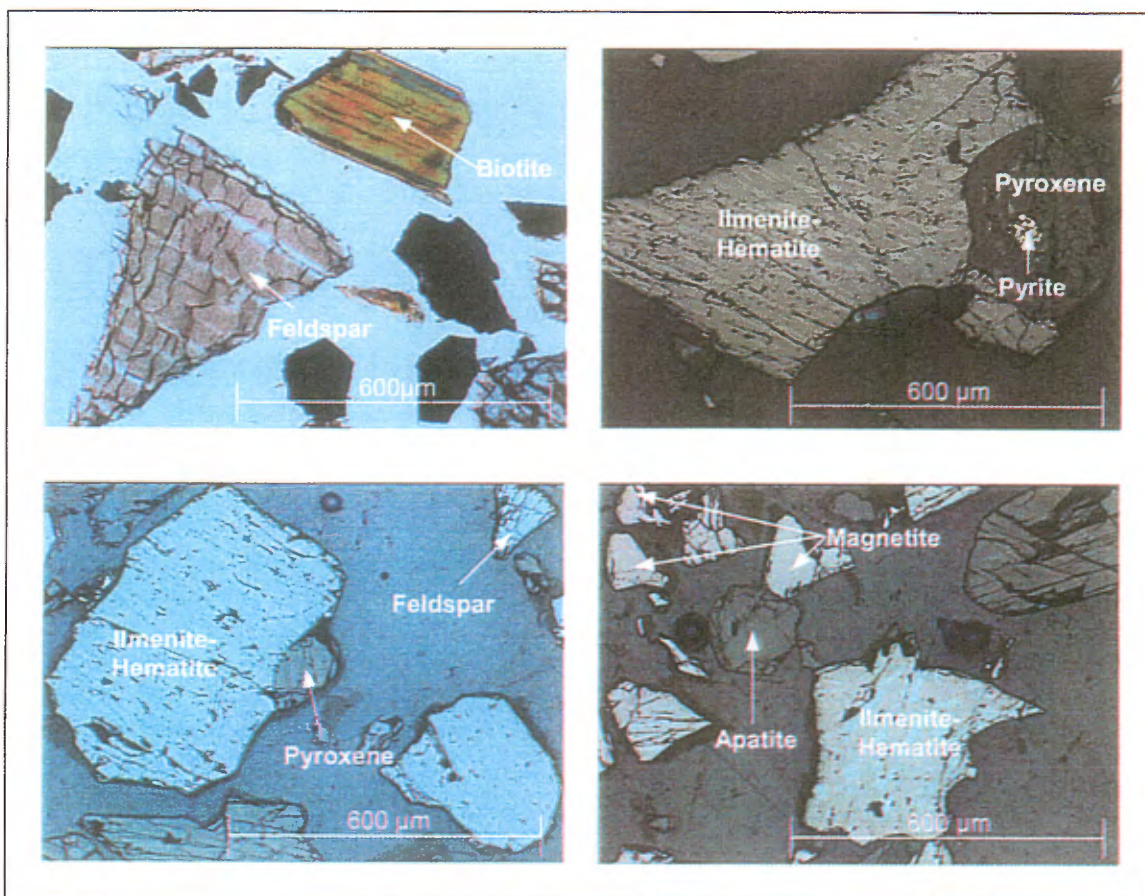 Biotite
Feldspar
600µm
Ilmenite-
Hematite
Pyroxene
Pyrite
600 µm
Ilmenite-
Hematite
Feldspar
Pyroxene
600 µm
Magnetite
Apatite
Ilmenite-
Hematite
600 µm